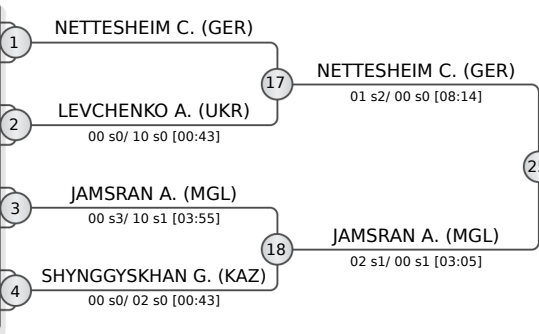 NETTESHEIM C. (GER)
1
NETTESHEIM C. (GER)
17
01 s2/ 00 s0 [08:14]
LEVCHENKO A. (UKR)
2
00 s0/ 10 s0 [00:43]
JAMSRAN A. (MGL)
3
00 s3/ 10 s1 [03:55]
JAMSRAN A. (MGL)
18
02 s1/ 00 s1 [03:05]
SHYNGGYSKHAN G. (KAZ)
4
00 s0/ 02 s0 [00:43]